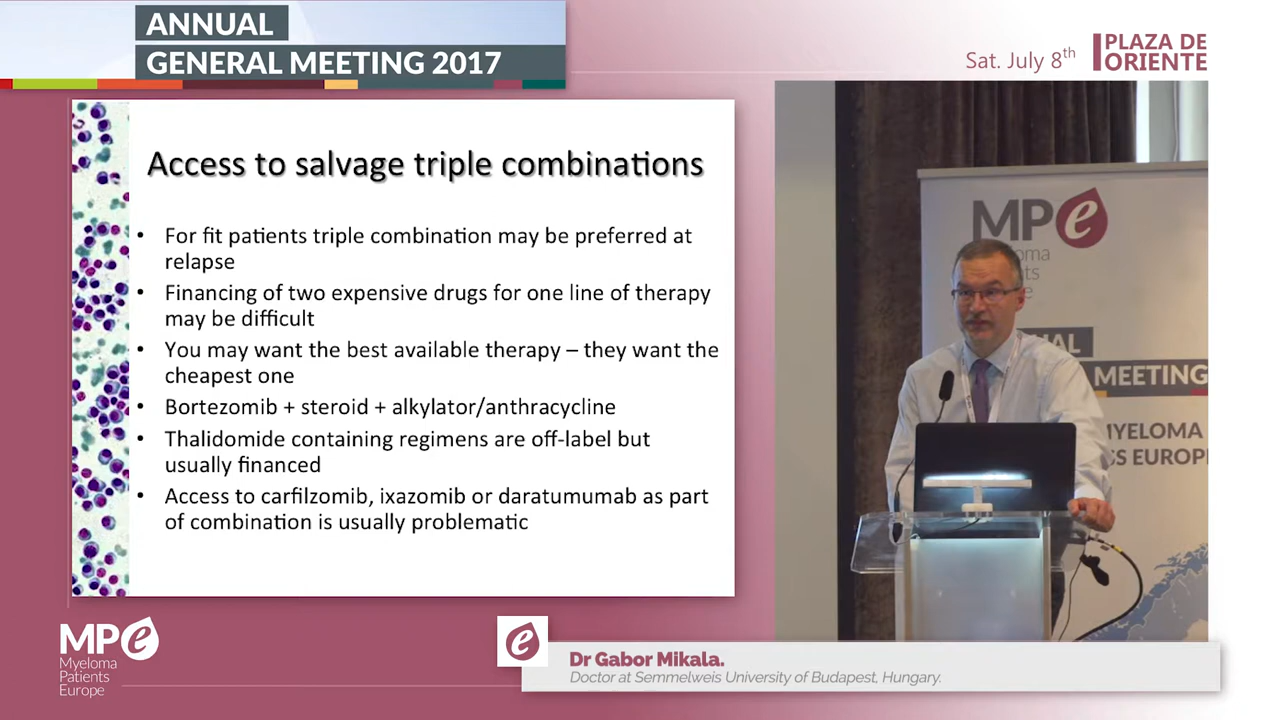 ANNUAL
GENERAL MEETING 2017
Sat. July 8th
PLAZA DE
ORIENTE
Access to salvage triple combinations
• For fit patients triple combination may be preferred at
relapse
• Financing of two expensive drugs for one line of therapy
may be difficult
• You may want the best available therapy – they want the
cheapest one
• Bortezomib + steroid + alkylator/anthracycline
• Thalidomide containing regimens are off-label but
usually financed
• Access to carfilzomib, ixazomib or daratumumab as part
of combination is usually problematic
MPe
MEETING
MYELOMA
EUROPE
MPe
Myeloma
Patients
Europe
e
Dr Gabor Mikala.
Doctor at Semmelweis University of Budapest, Hungary.